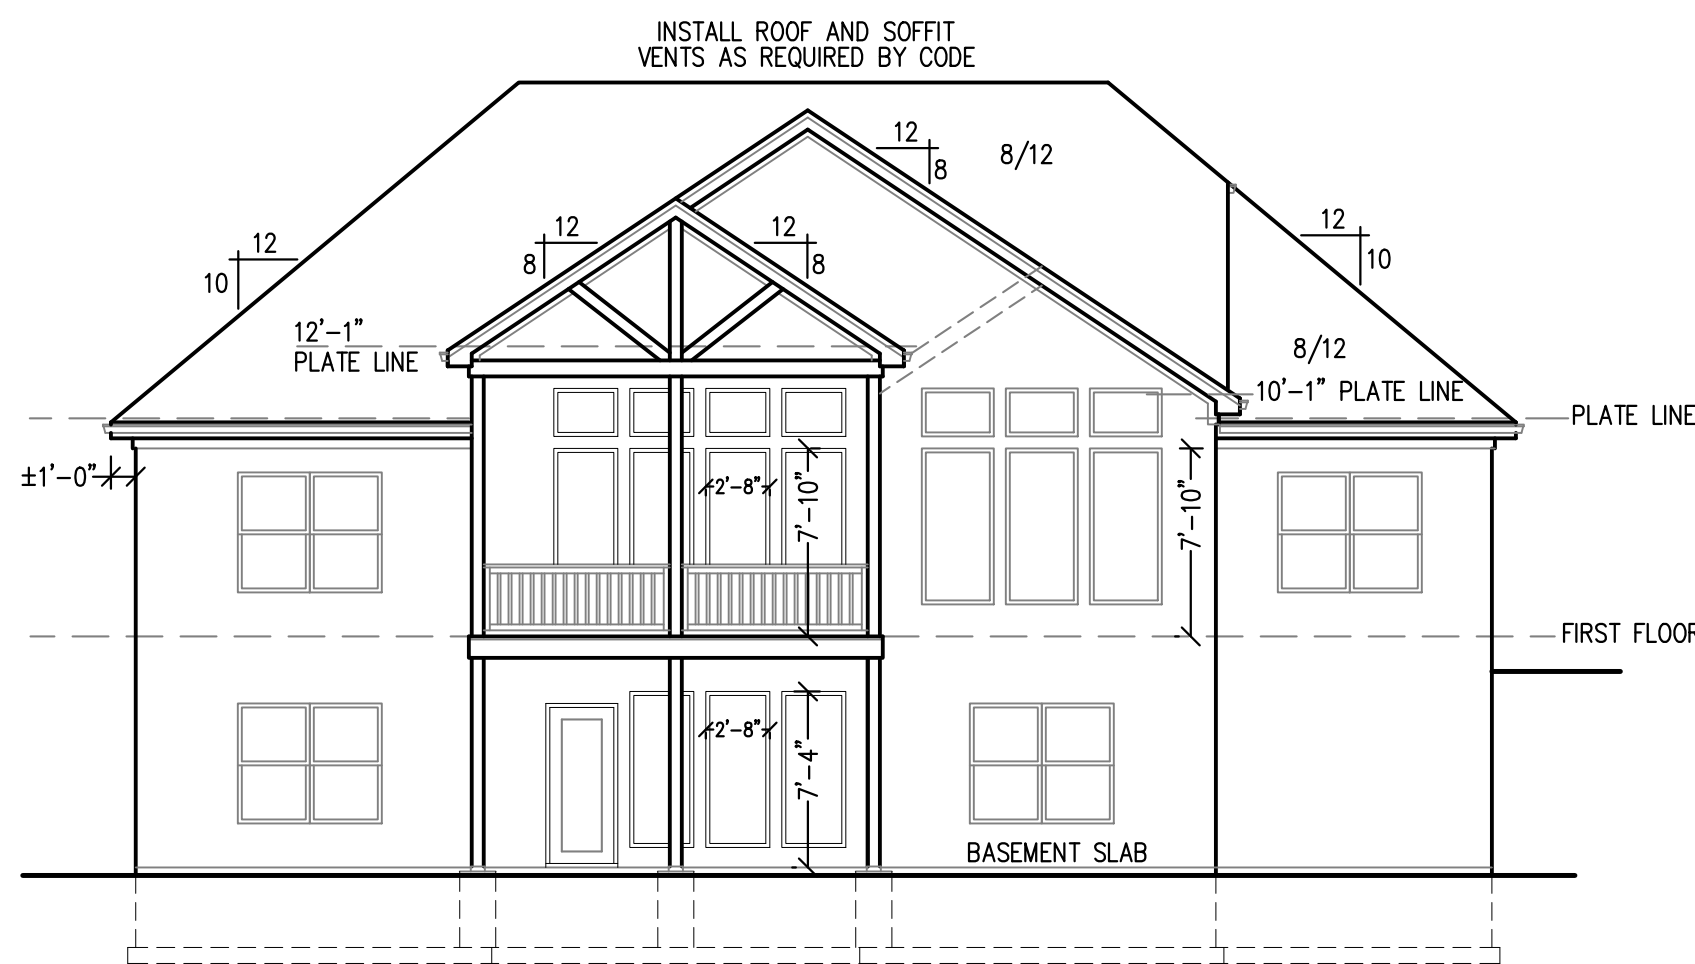 INSTALL ROOF AND SOFFIT
VENTS AS REQUIRED BY CODE
12
8
8/12
12
10
12
8
12
8
12
10
12'-1"
PLATE LINE
8/12
10'-1" PLATE LINE
PLATE LINE
±1'-0"
2'-8"
7'-10"
7'-10"
FIRST FLOOR
2'-8"
7'-4"
BASEMENT SLAB